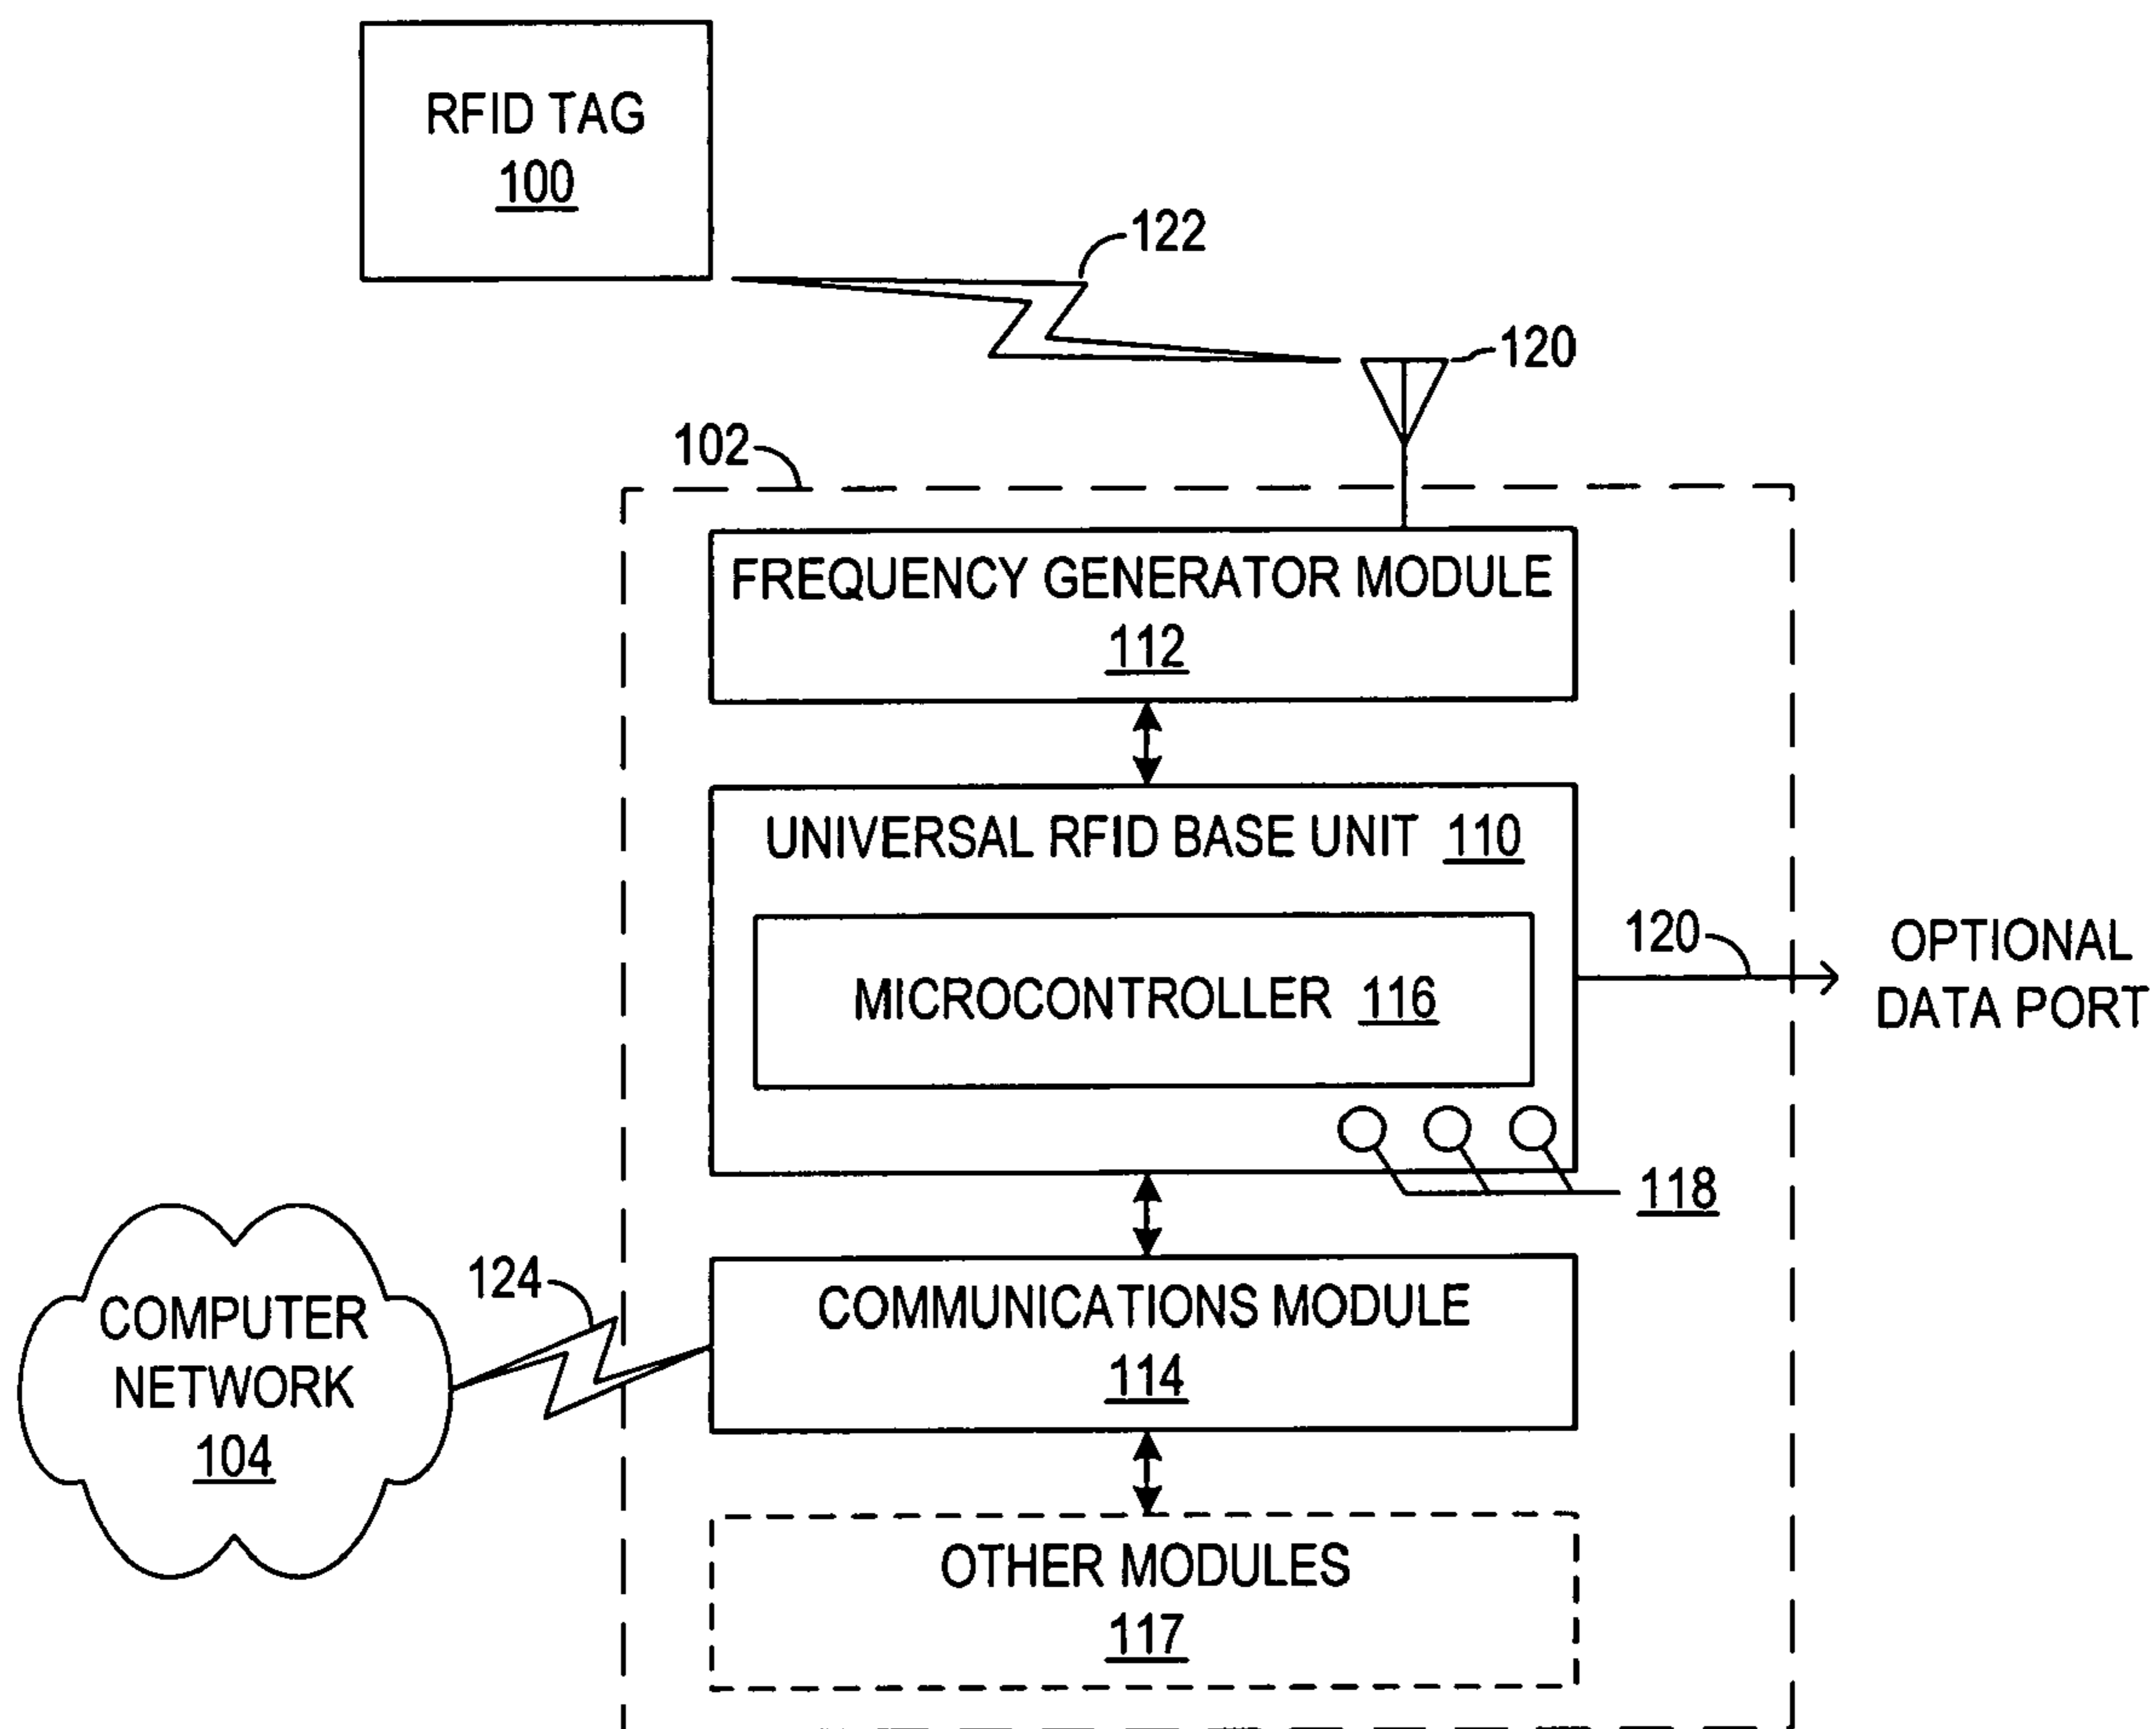 RFID TAG
100
122
120
102
FREQUENCY GENERATOR MODULE
112
UNIVERSAL RFID BASE UNIT 110
MICROCONTROLLER 116
120
OPTIONAL
DATA PORT
118
124
COMPUTER
NETWORK
104
COMMUNICATIONS MODULE
114
OTHER MODULES
117